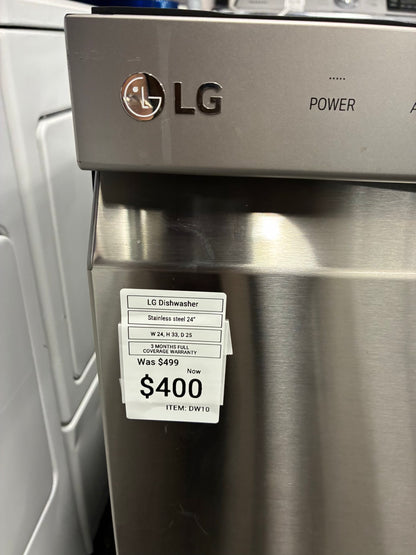 LG
POWER
LG Dishwasher
Stainless steel 24"
W 24, H 33, D 25
3 MONTHS FULL
COVERAGE WARRANTY
Was $499
Now
$400
ITEM: DW10